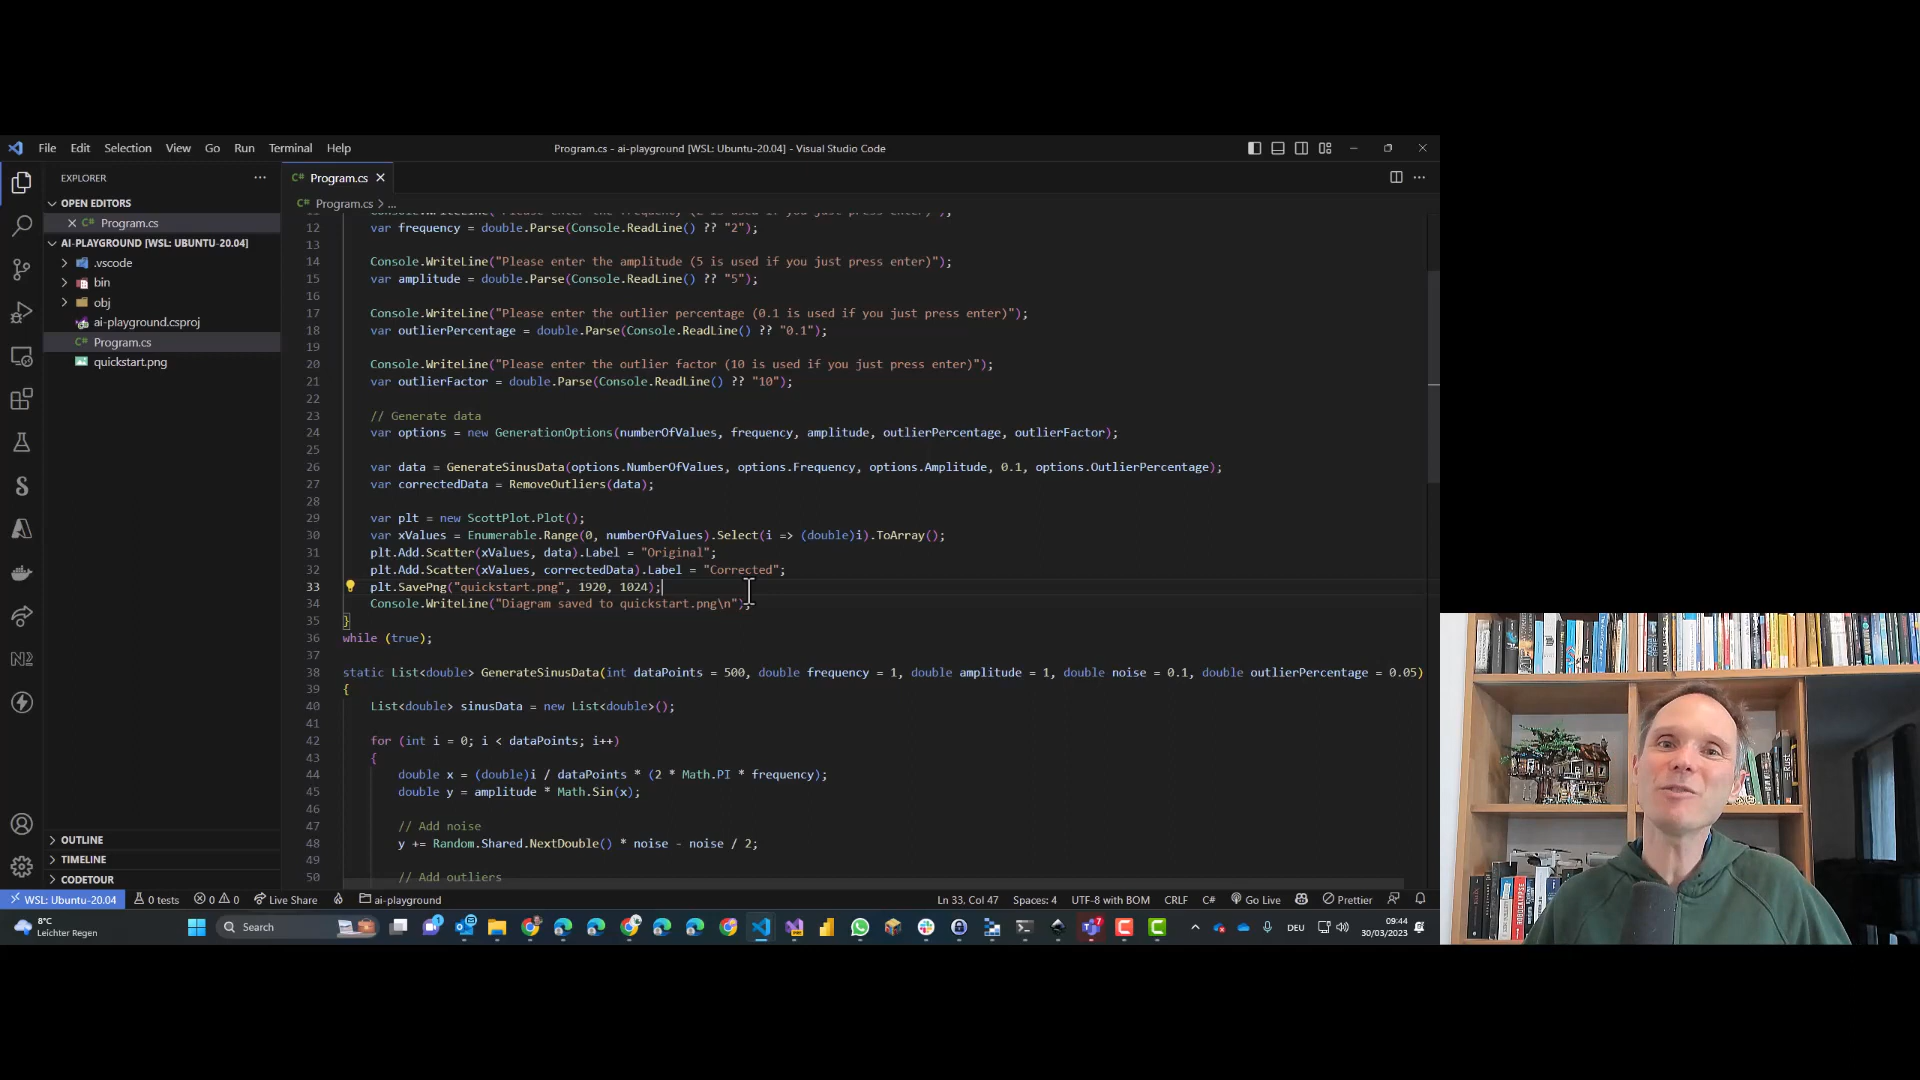 File Edit Selection View Go Run Terminal Help
Program.cs - ai-playground [WSL: Ubuntu-20.04] - Visual Studio Code
EXPLORER
OPEN EDITORS
Program.cs
AI-PLAYGROUND [WSL: UBUNTU-20.04]
.vscode
bin
obj
ai-playground.csproj
Program.cs
quickstart.png
OUTLINE
TIMELINE
CODETOUR
C# Program.cs
C# Program.cs > ...
12 var frequency = double.Parse(Console.ReadLine() ?? "2");
13
14 Console.WriteLine("Please enter the amplitude (5 is used if you just press enter)");
15 var amplitude = double.Parse(Console.ReadLine() ?? "5");
16
17 Console.WriteLine("Please enter the outlier percentage (0.1 is used if you just press enter)");
18 var outlierPercentage = double.Parse(Console.ReadLine() ?? "0.1");
19
20 Console.WriteLine("Please enter the outlier factor (10 is used if you just press enter)");
21 var outlierFactor = double.Parse(Console.ReadLine() ?? "10");
22
23 // Generate data
24 var options = new GenerationOptions(numberOfValues, frequency, amplitude, outlierPercentage, outlierFactor);
25
26 var data = GenerateSinusData(options.NumberOfValues, options.Frequency, options.Amplitude, 0.1, options.OutlierPercentage);
27 var correctedData = RemoveOutliers(data);
28
29 var plt = new ScottPlot.Plot();
30 var xValues = Enumerable.Range(0, numberOfValues).Select(i => (double)i).ToArray();
31 plt.Add.Scatter(xValues, data).Label = "Original";
32 plt.Add.Scatter(xValues, correctedData).Label = "Corrected";
33 plt.SavePng("quickstart.png", 1920, 1024);
34 Console.WriteLine("Diagram saved to quickstart.png\n");
35 }
36 while (true);
37
38 static List<double> GenerateSinusData(int dataPoints = 500, double frequency = 1, double amplitude = 1, double noise = 0.1, double outlierPercentage = 0.05)
39 {
40 List<double> sinusData = new List<double>();
41
42 for (int i = 0; i < dataPoints; i++)
43 {
44 double x = (double)i / dataPoints * (2 * Math.PI * frequency);
45 double y = amplitude * Math.Sin(x);
46
47 // Add noise
48 y += Random.Shared.NextDouble() * noise - noise / 2;
49
50 // Add outliers
WSL: Ubuntu-20.04 0 tests 0 0 Live Share ai-playground Ln 33, Col 47 Spaces: 4 UTF-8 with BOM CRLF C# Go Live Prettier
8°C
Leichter Regen
Search
DEU
09:44
30/03/2023